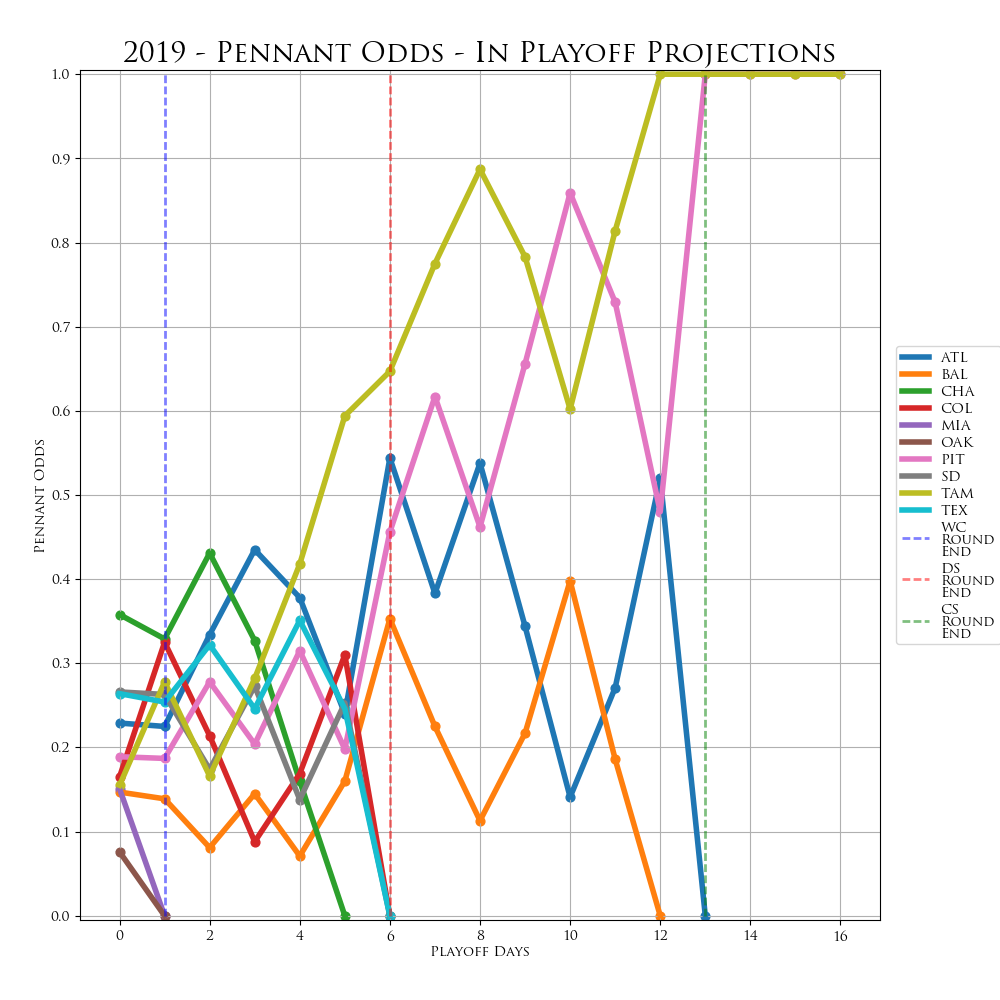 2019 - Pennant Odds - In Playoff Projections
1.0
0.9
0.8
0.7
0.6
0.5
0.4
0.3
0.2
0.1
0.0
Pennant Odds
0 2 4 6 8 10 12 14 16
Playoff Days
ATL
BAL
CHA
COL
MIA
OAK
PIT
SD
TAM
TEX
WC
Round
End
DS
Round
End
CS
Round
End